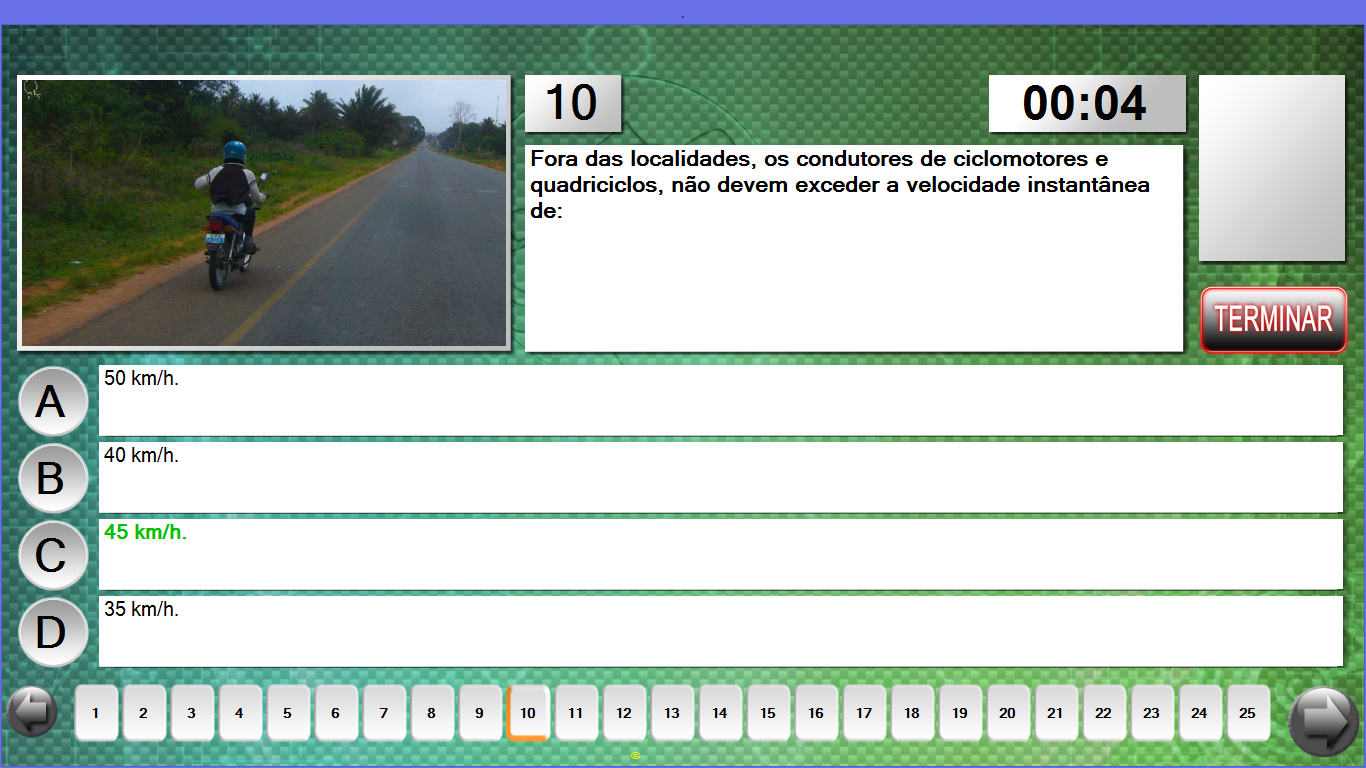 10
00:04
Fora das localidades, os condutores de ciclomotores e
quadriciclos, não devem exceder a velocidade instantânea
de:
TERMINAR
A
50 km/h.
B
40 km/h.
C
45 km/h.
D
35 km/h.
1 2 3 4 5 6 7 8 9 10 11 12 13 14 15 16 17 18 19 20 21 22 23 24 25